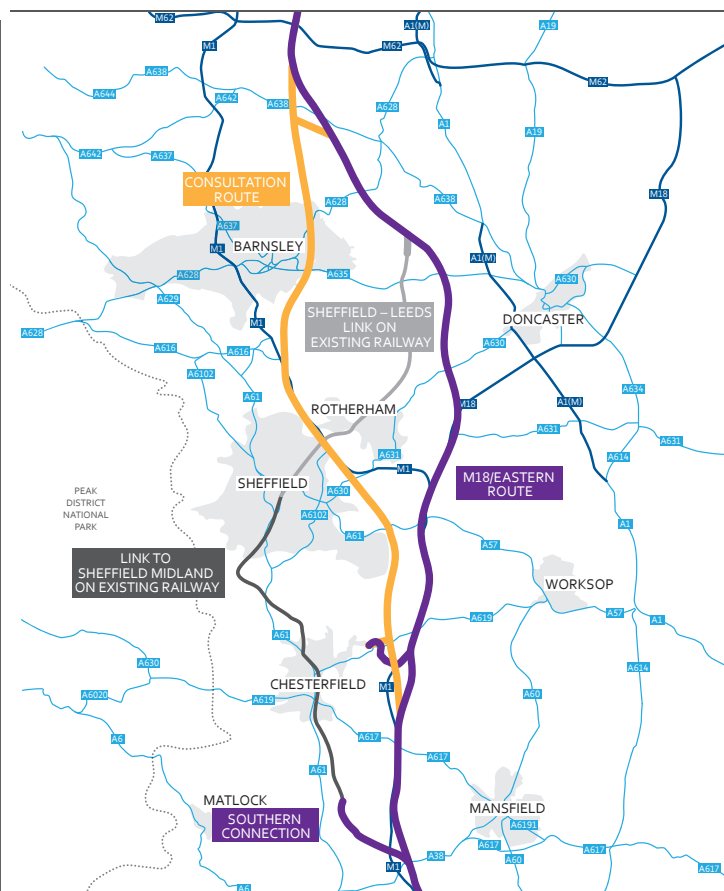 M62
A1(M)
A19
M1
M62
A638
M62
A644
A642
A638
A628
A1
A19
A642
A637
CONSULTATION
ROUTE
A628
A638
M18
A637
M1
BARNSLEY
A1(M)
A628
A635
A630
A629
SHEFFIELD – LEEDS
LINK ON
EXISTING RAILWAY
DONCASTER
A628
M1
A616
A616
A630
A6102
A61
A634
ROTHERHAM
M18
A1(M)
A631
A631
A631
A614
M1
SHEFFIELD
M18/EASTERN
ROUTE
A630
PEAK
DISTRICT
NATIONAL
PARK
A6102
A61
A1
A57
LINK TO
SHEFFIELD MIDLAND
ON EXISTING RAILWAY
WORKSOP
A619
A57
A1
A61
A630
A614
CHESTERFIELD
M1
A6020
A619
A60
A6
A617
A617
A61
MATLOCK
MANSFIELD
SOUTHERN
CONNECTION
A6191
A617
A617
A38
A60
M1
A617
A6